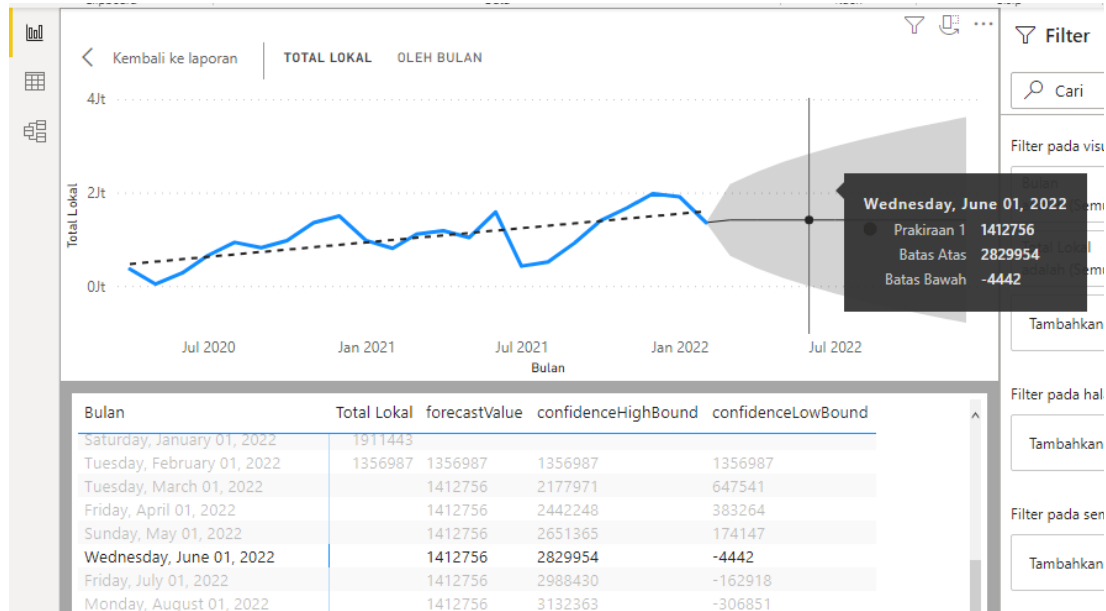 Filter
Kembali ke laporan
TOTAL LOKAL
OLEH BULAN
Cari
4Jt
Filter pada visu
2Jt
Total Lokal
0Jt
Wednesday, June 01, 2022
Prakiraan 1 1412756
Batas Atas 2829954
Batas Bawah -4442
Tambahkan
Jul 2020
Jan 2021
Jul 2021
Jan 2022
Jul 2022
Bulan
Filter pada hal
Tambahkan
Filter pada sem
Tambahkan
Bulan Total Lokal forecastValue confidenceHighBound confidenceLowBound
Saturday, January 01, 2022 1911443
Tuesday, February 01, 2022 1356987 1356987 1356987 1356987
Tuesday, March 01, 2022 1412756 2177971 647541
Friday, April 01, 2022 1412756 2442248 383264
Sunday, May 01, 2022 1412756 2651365 174147
Wednesday, June 01, 2022 1412756 2829954 -4442
Friday, July 01, 2022 1412756 2988430 -162918
Monday, August 01, 2022 1412756 3132363 -306851